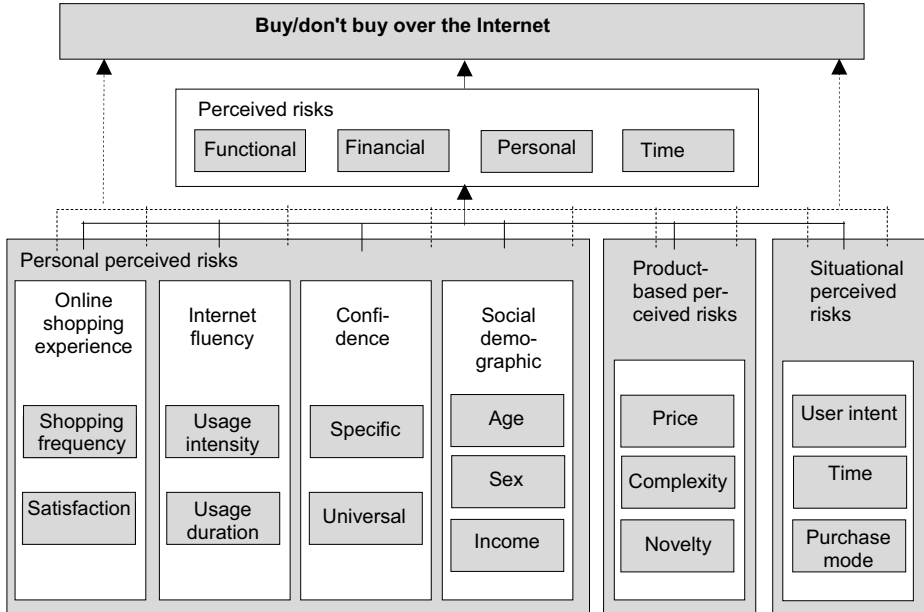 Buy/don't buy over the Internet
Perceived risks
Functional
Financial
Personal
Time
Personal perceived risks
Online
shopping
experience
Shopping
frequency
Satisfaction
Internet
fluency
Usage
intensity
Usage
duration
Confi-
dence
Specific
Universal
Social
demo-
graphic
Age
Sex
Income
Product-
based per-
ceived risks
Price
Complexity
Novelty
Situational
perceived
risks
User intent
Time
Purchase
mode